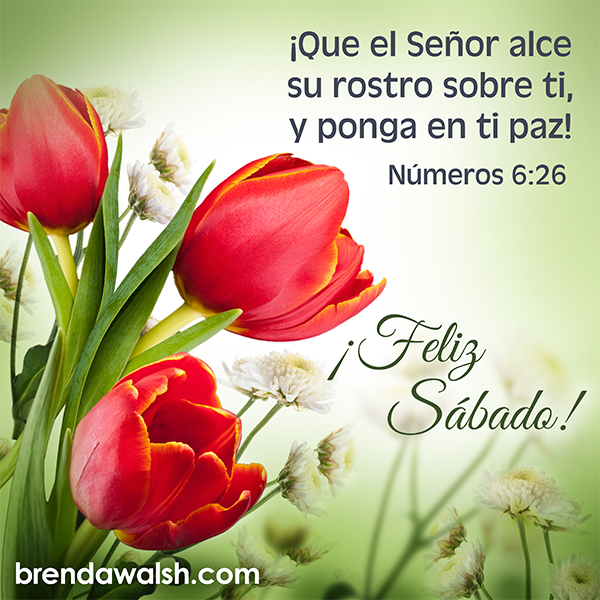 ¡Que el Señor alce
su rostro sobre ti,
y ponga en ti paz!
Números 6:26
¡Feliz
Sábado!
brendawalsh.com